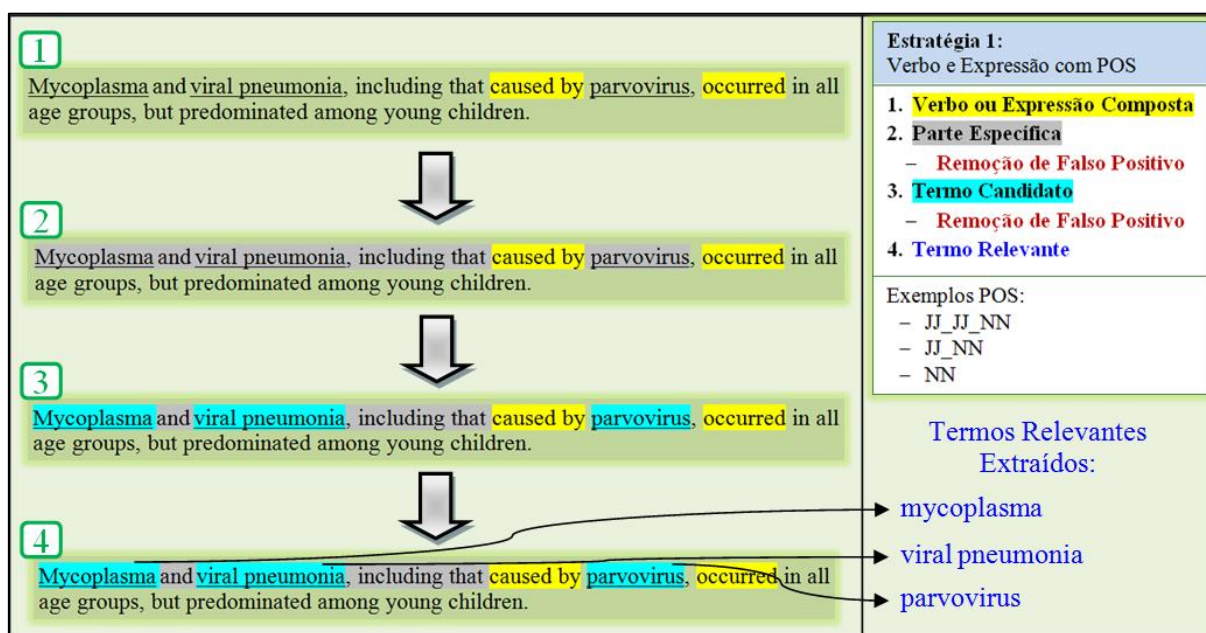 1
Mycoplasma and viral pneumonia, including that caused by parvovirus, occurred in all
age groups, but predominated among young children.
2
Mycoplasma and viral pneumonia, including that caused by parvovirus, occurred in all
age groups, but predominated among young children.
3
Mycoplasma and viral pneumonia, including that caused by parvovirus, occurred in all
age groups, but predominated among young children.
4
Mycoplasma and viral pneumonia, including that caused by parvovirus, occurred in all
age groups, but predominated among young children.
Estratégia 1:
Verbo e Expressão com POS
1. Verbo ou Expressão Composta
2. Parte Específica
– Remoção de Falso Positivo
3. Termo Candidato
– Remoção de Falso Positivo
4. Termo Relevante
Exemplos POS:
– JJ_JJ_NN
– JJ_NN
– NN
Termos Relevantes
Extraídos:
mycoplasma
viral pneumonia
parvovirus